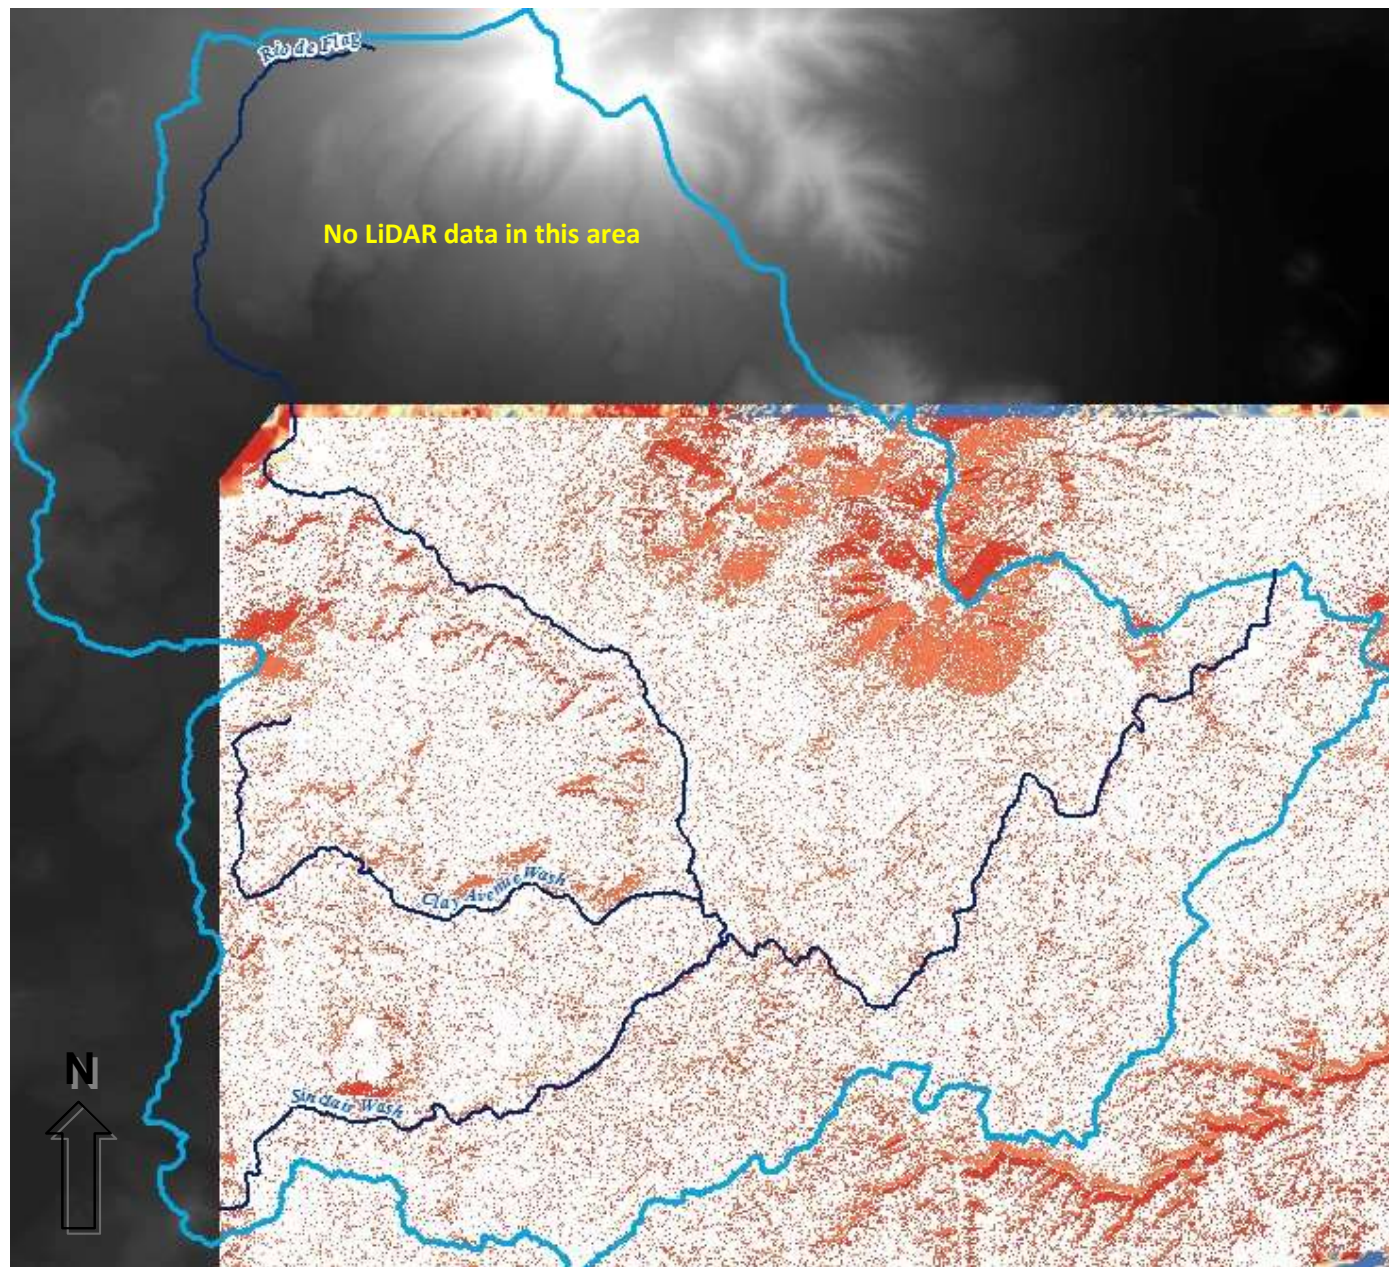 Rio de Flag
No LiDAR data in this area
Clay Avenue Wash
N
Sinclair Wash